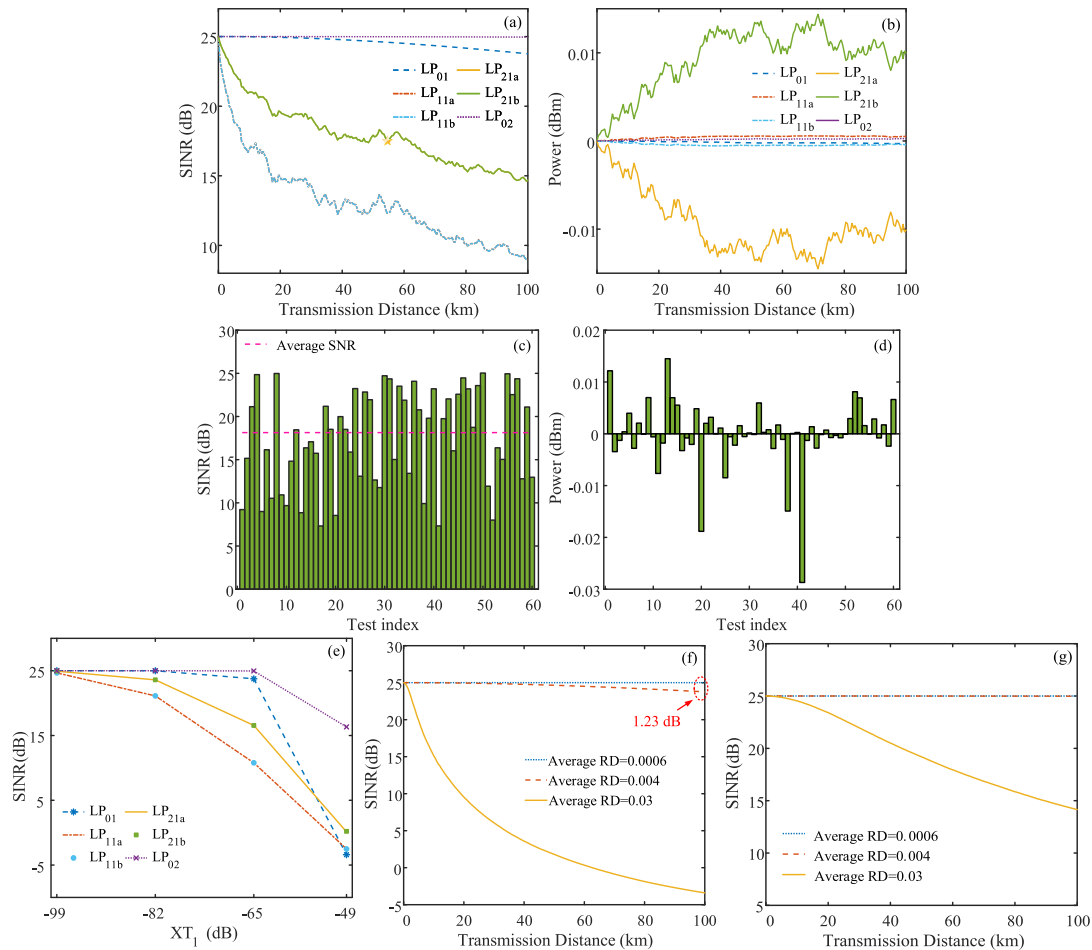 (a)
SINR (dB)
25
20
15
10
LP01 LP21a
LP11a LP21b
LP11b LP02
0 20 40 60 80 100
Transmission Distance (km)
(b)
Power (dBm)
0.01
0
-0.01
LP01 LP21a
LP11a LP21b
LP11b LP02
0 20 40 60 80 100
Transmission Distance (km)
(c)
SINR (dB)
30
25
20
15
10
5
0
Average SNR
0 10 20 30 40 50 60
Test index
(d)
Power (dBm)
0.02
0.01
0
-0.01
-0.02
-0.03
0 10 20 30 40 50 60
Test index
(e)
SINR(dB)
25
15
5
-5
LP01 LP21a
LP11a LP21b
LP11b LP02
-99 -82 -65 -49
XT1 (dB)
(f)
SINR(dB)
30
25
20
15
10
5
0
-5
1.23 dB
Average RD=0.0006
Average RD=0.004
Average RD=0.03
0 20 40 60 80 100
Transmission Distance (km)
(g)
SINR(dB)
30
25
20
15
10
5
Average RD=0.0006
Average RD=0.004
Average RD=0.03
0 20 40 60 80 100
Transmission Distance (km)